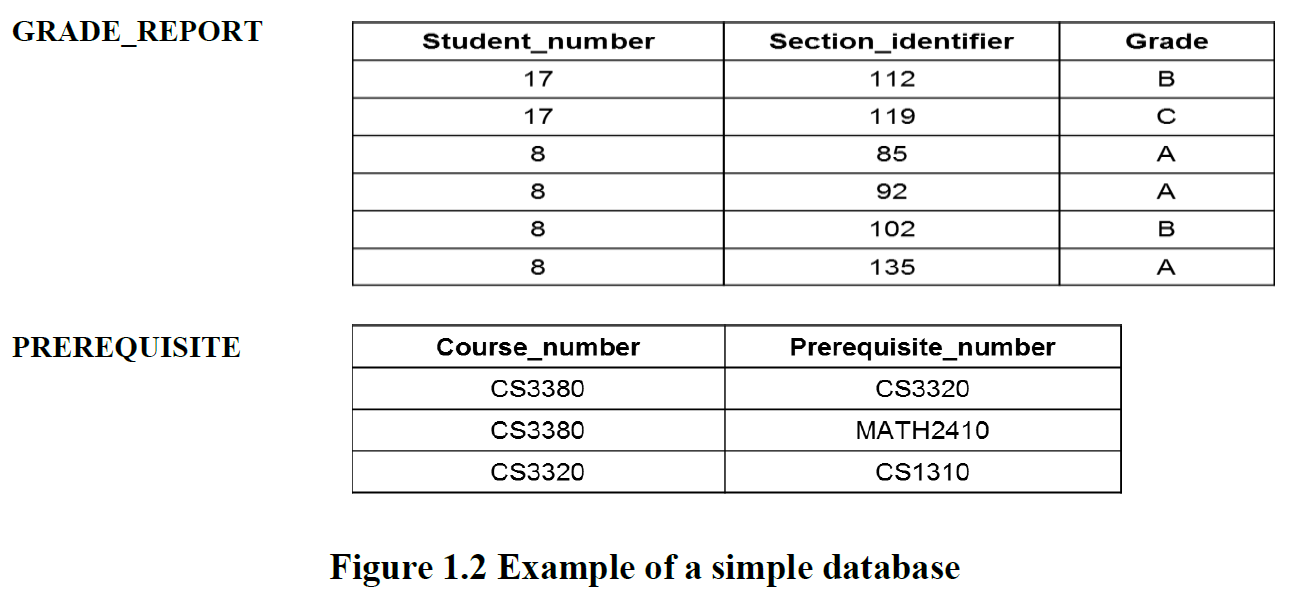 GRADE_REPORT
Student_number Section_identifier Grade
17 112 B
17 119 C
8 85 A
8 92 A
8 102 B
8 135 A
PREREQUISITE
Course_number Prerequisite_number
CS3380 CS3320
CS3380 MATH2410
CS3320 CS1310
Figure 1.2 Example of a simple database